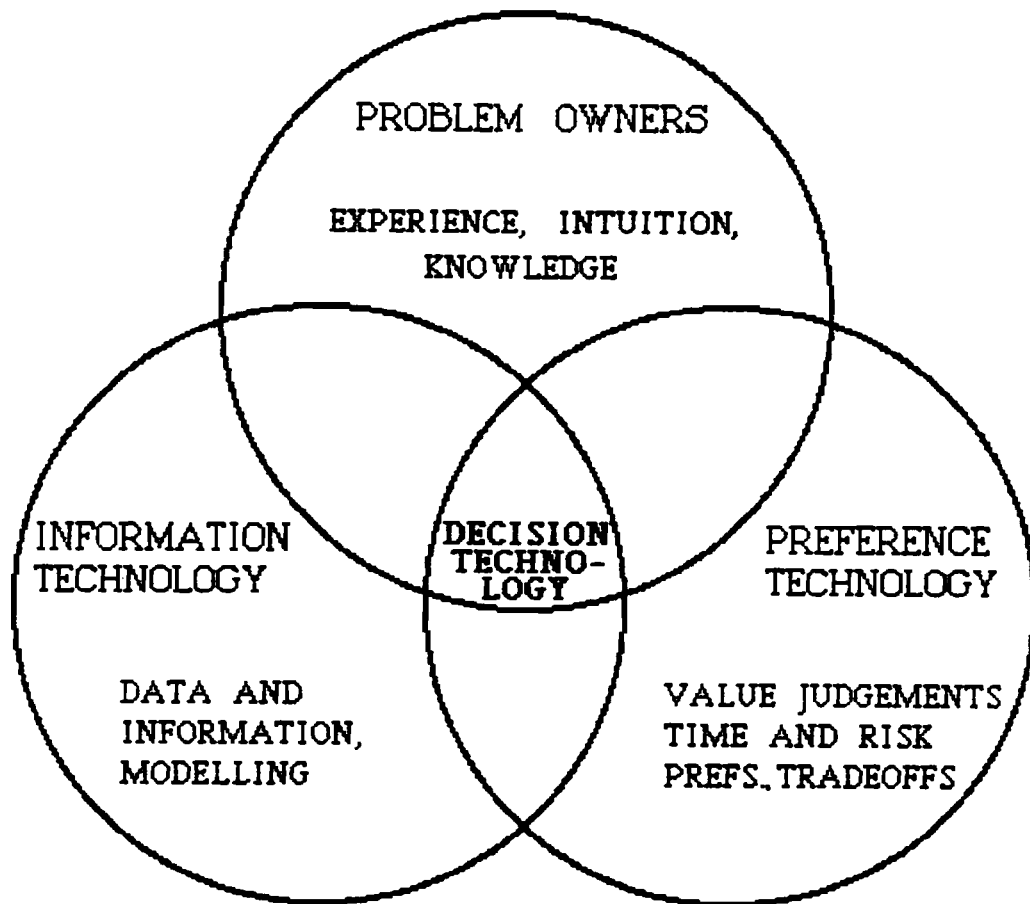 PROBLEM OWNERS
EXPERIENCE, INTUITION,
KNOWLEDGE
INFORMATION
TECHNOLOGY
DATA AND
INFORMATION,
MODELLING
DECISION
TECHNO-
LOGY
PREFERENCE
TECHNOLOGY
VALUE JUDGEMENTS
TIME AND RISK
PREFS., TRADEOFFS